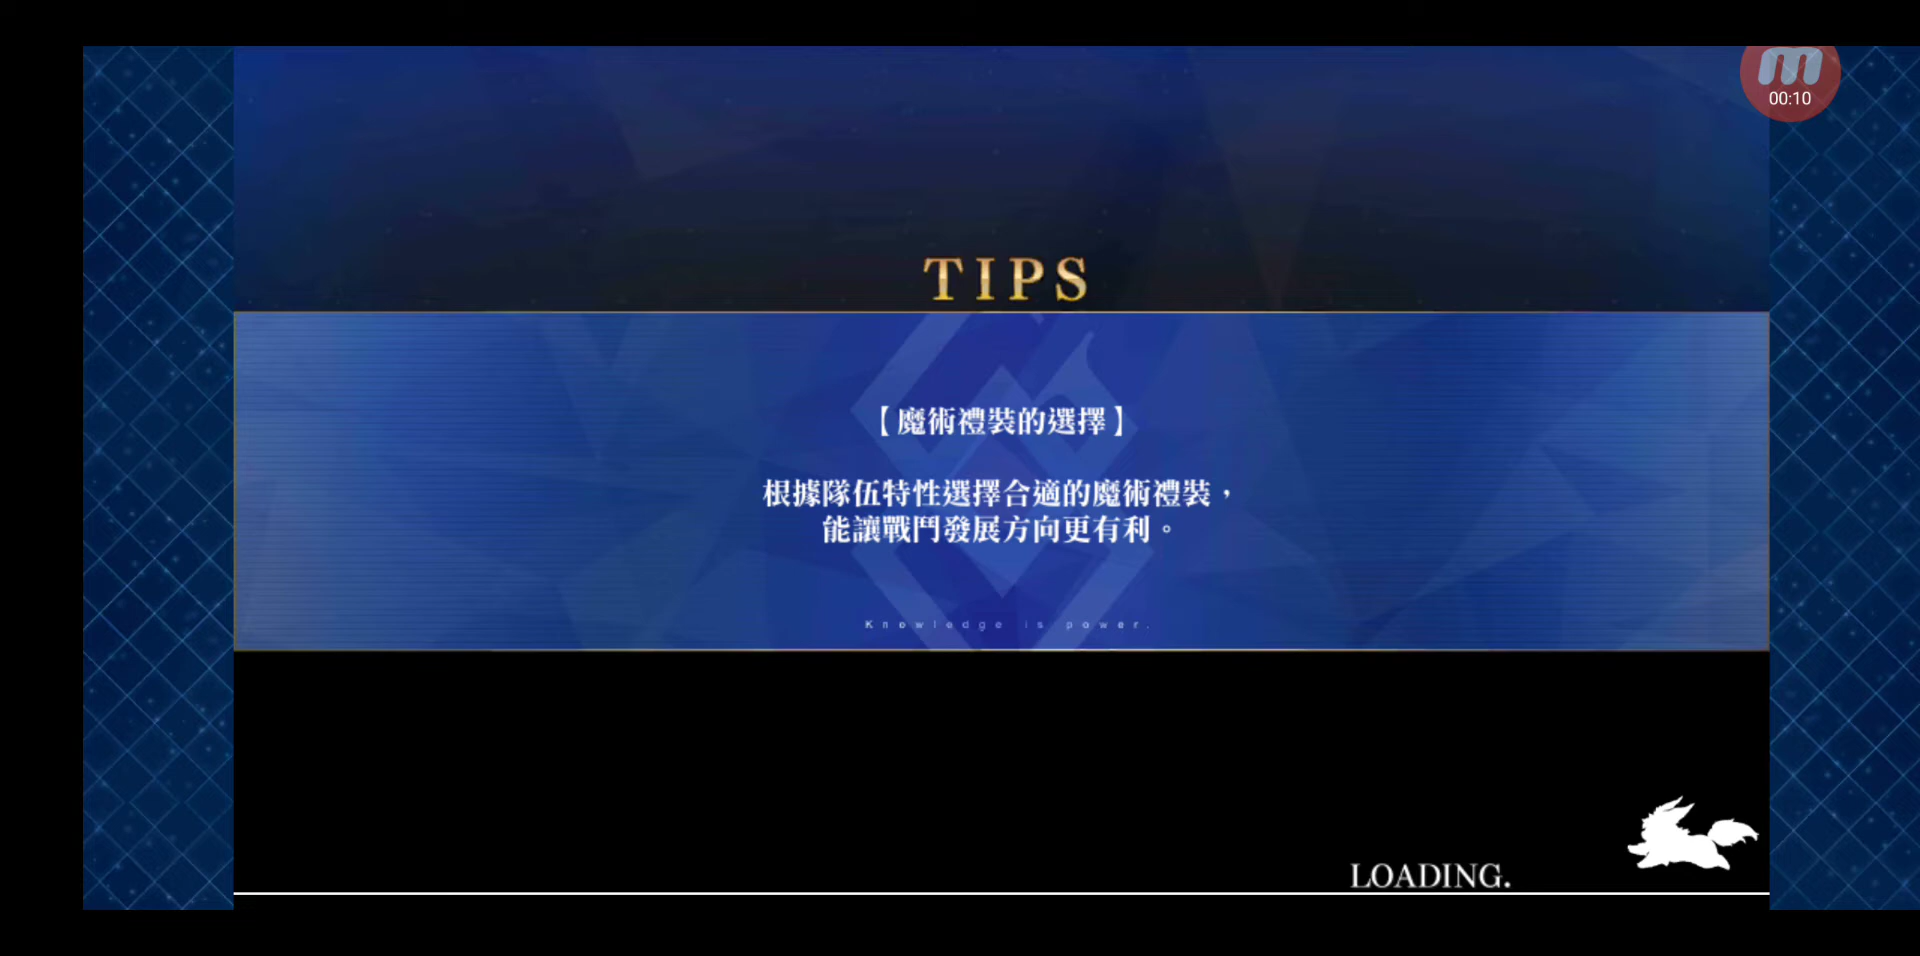 m
00:10
TIPS
【魔術禮裝的選擇】
根據隊伍特性選擇合適的魔術禮裝，
能讓戰鬥發展方向更有利。
Knowledge is power.
LOADING.